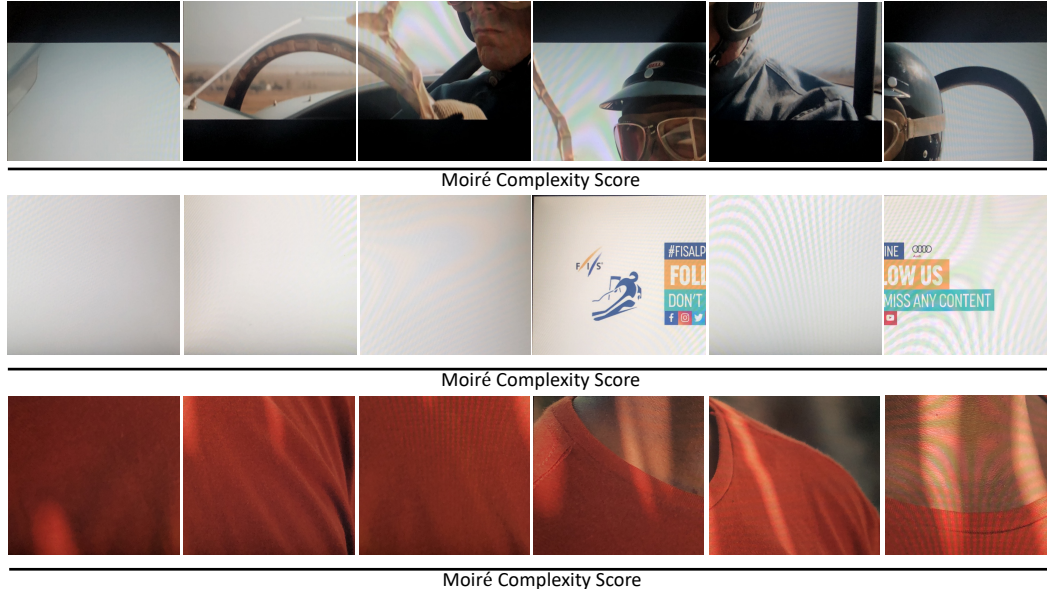 Moiré Complexity Score
F/I/S
#FISALP
FOLL
DON'T
INE
LOW US
MISS ANY CONTENT
Moiré Complexity Score
Moiré Complexity Score